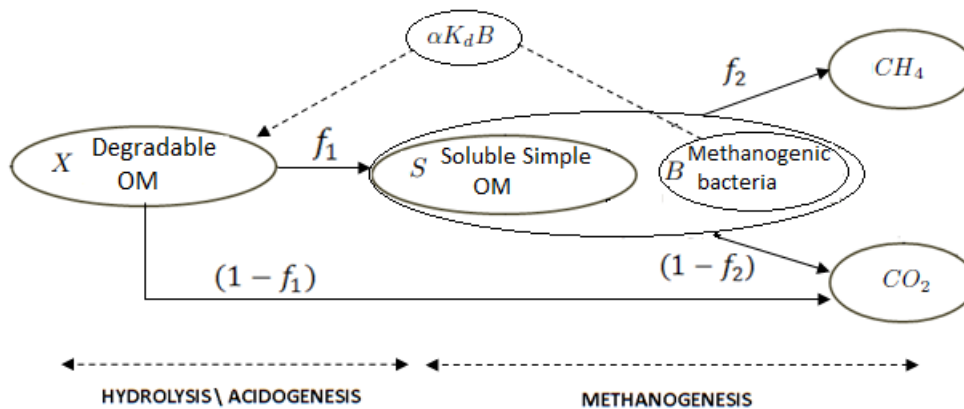 αK_dB
CH_4
f_2
X Degradable
OM
f_1
S Soluble Simple
OM
B Methanogenic
bacteria
(1 − f_1)
(1 − f_2)
CO_2
HYDROLYSIS\ ACIDOGENESIS
METHANOGENESIS